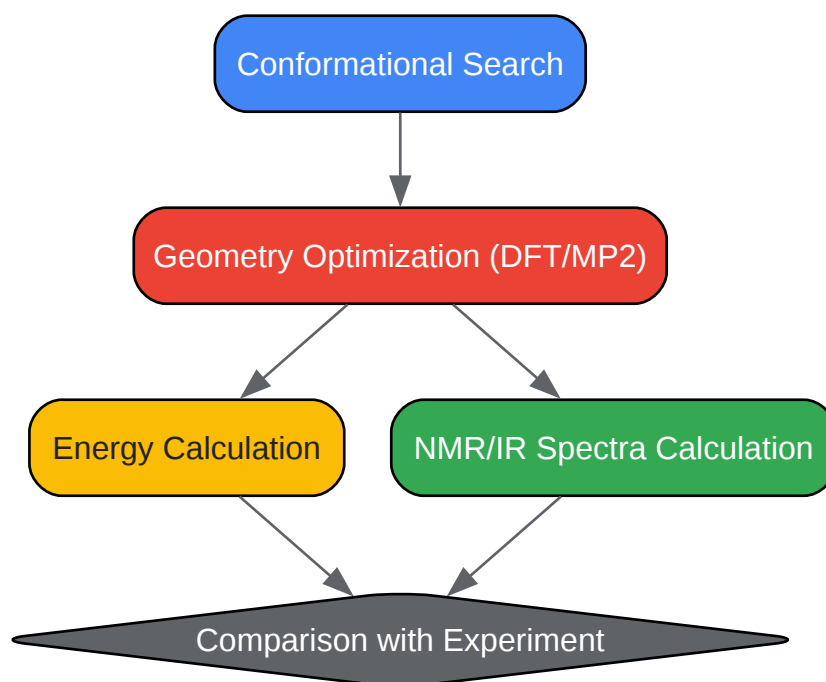 Conformational Search
Geometry Optimization (DFT/MP2)
Energy Calculation
NMR/IR Spectra Calculation
Comparison with Experiment